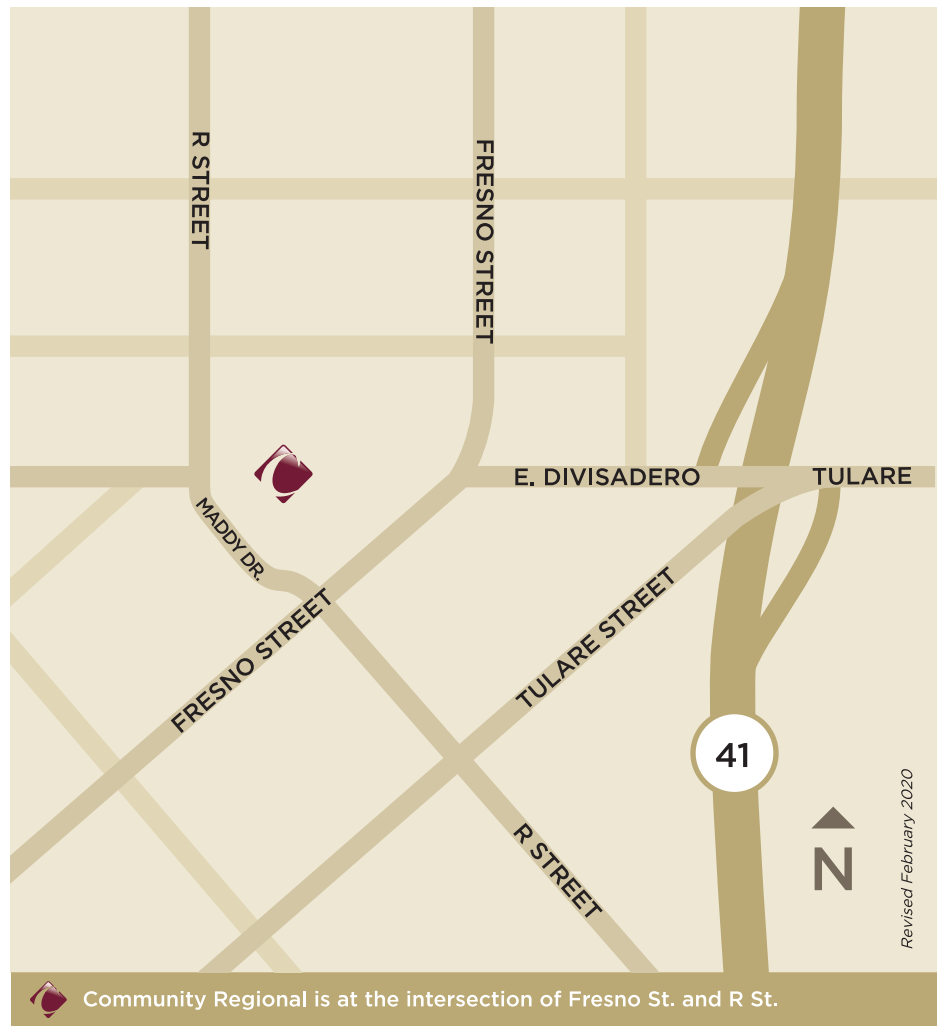 R STREET
FRESNO STREET
E. DIVISADERO
TULARE
MADDY DR.
FRESNO STREET
TULARE STREET
41
R STREET
N
Revised February 2020
Community Regional is at the intersection of Fresno St. and R St.